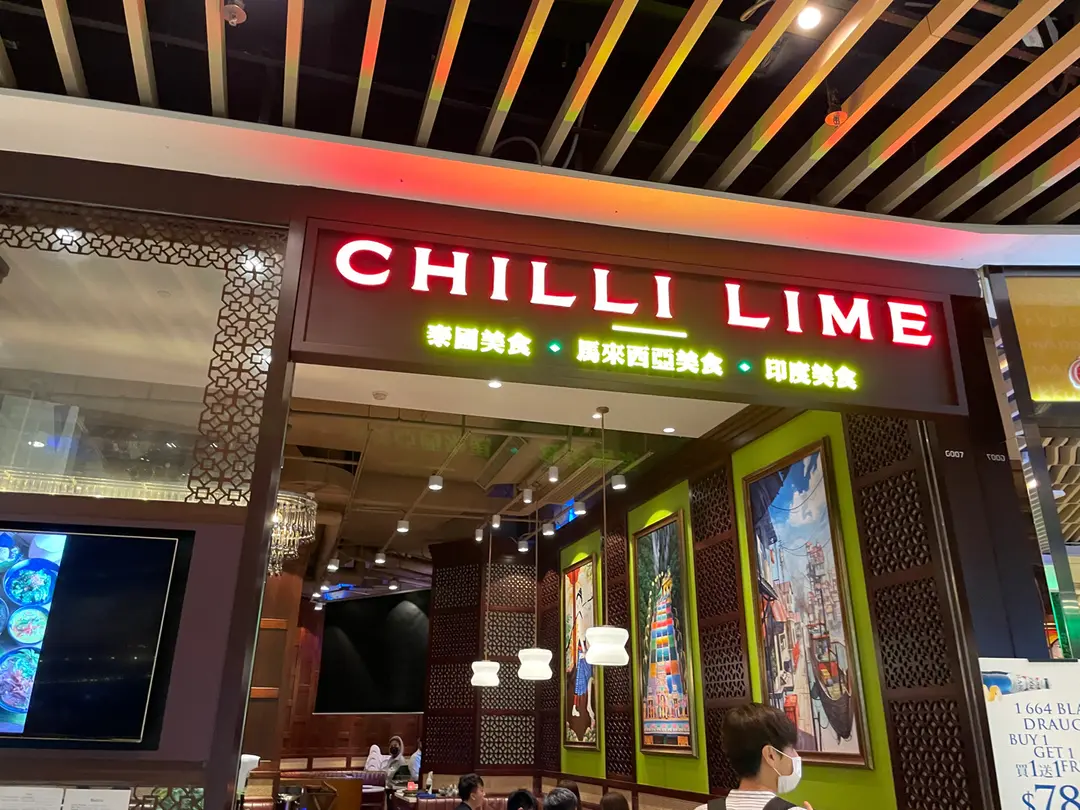 CHILLI LIME
泰國美食 ◆ 馬來西亞美食 ◆ 印度美食
G007 G007
1 664 BLA
DRAUG
BUY 1
GET 1
買1送1FR
$78